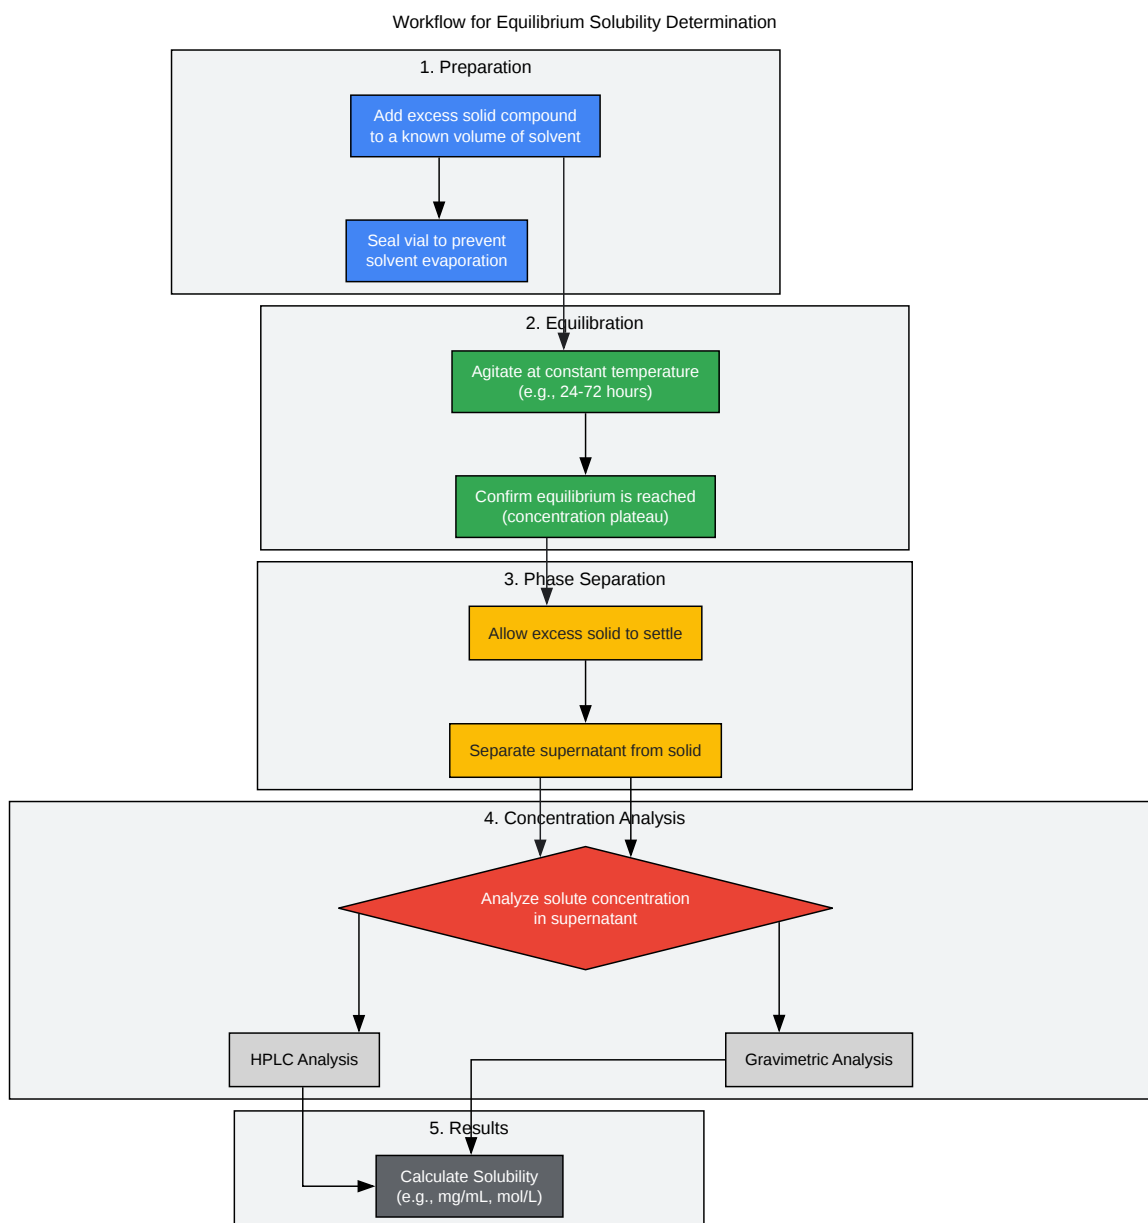 Workflow for Equilibrium Solubility Determination
1. Preparation
Add excess solid compound
to a known volume of solvent
Seal vial to prevent
solvent evaporation
2. Equilibration
Agitate at constant temperature
(e.g., 24-72 hours)
Confirm equilibrium is reached
(concentration plateau)
3. Phase Separation
Allow excess solid to settle
Separate supernatant from solid
4. Concentration Analysis
Analyze solute concentration
in supernatant
HPLC Analysis
Gravimetric Analysis
5. Results
Calculate Solubility
(e.g., mg/mL, mol/L)